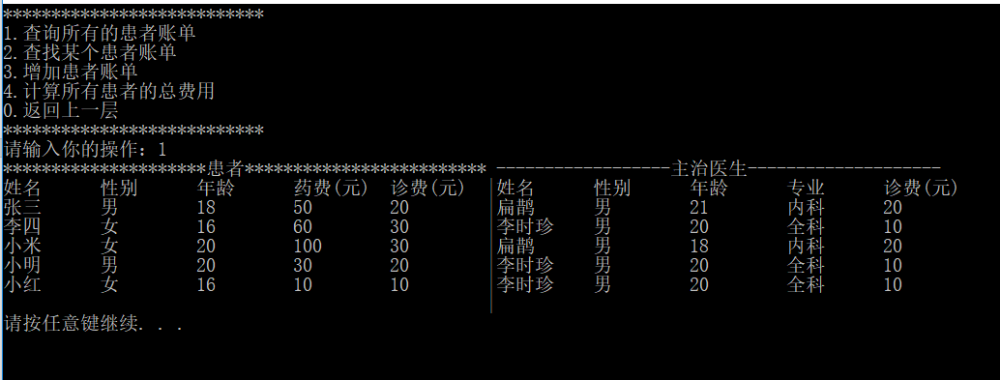 ***************************
1.查询所有的患者账单
2.查找某个患者账单
3.增加患者账单
4.计算所有患者的总费用
0.返回上一层
***************************
请输入你的操作：1
*********************患者************************* ------------------主治医生--------------------
姓名 性别 年龄 药费(元) 诊费(元) 姓名 性别 年龄 专业 诊费(元)
张三 男 18 50 20 扁鹊 男 21 内科 20
李四 女 16 60 30 李时珍 男 20 全科 10
小米 女 20 100 30 扁鹊 男 18 内科 20
小明 男 20 30 20 李时珍 男 20 全科 10
小红 女 16 10 10 李时珍 男 20 全科 10
请按任意键继续. . .